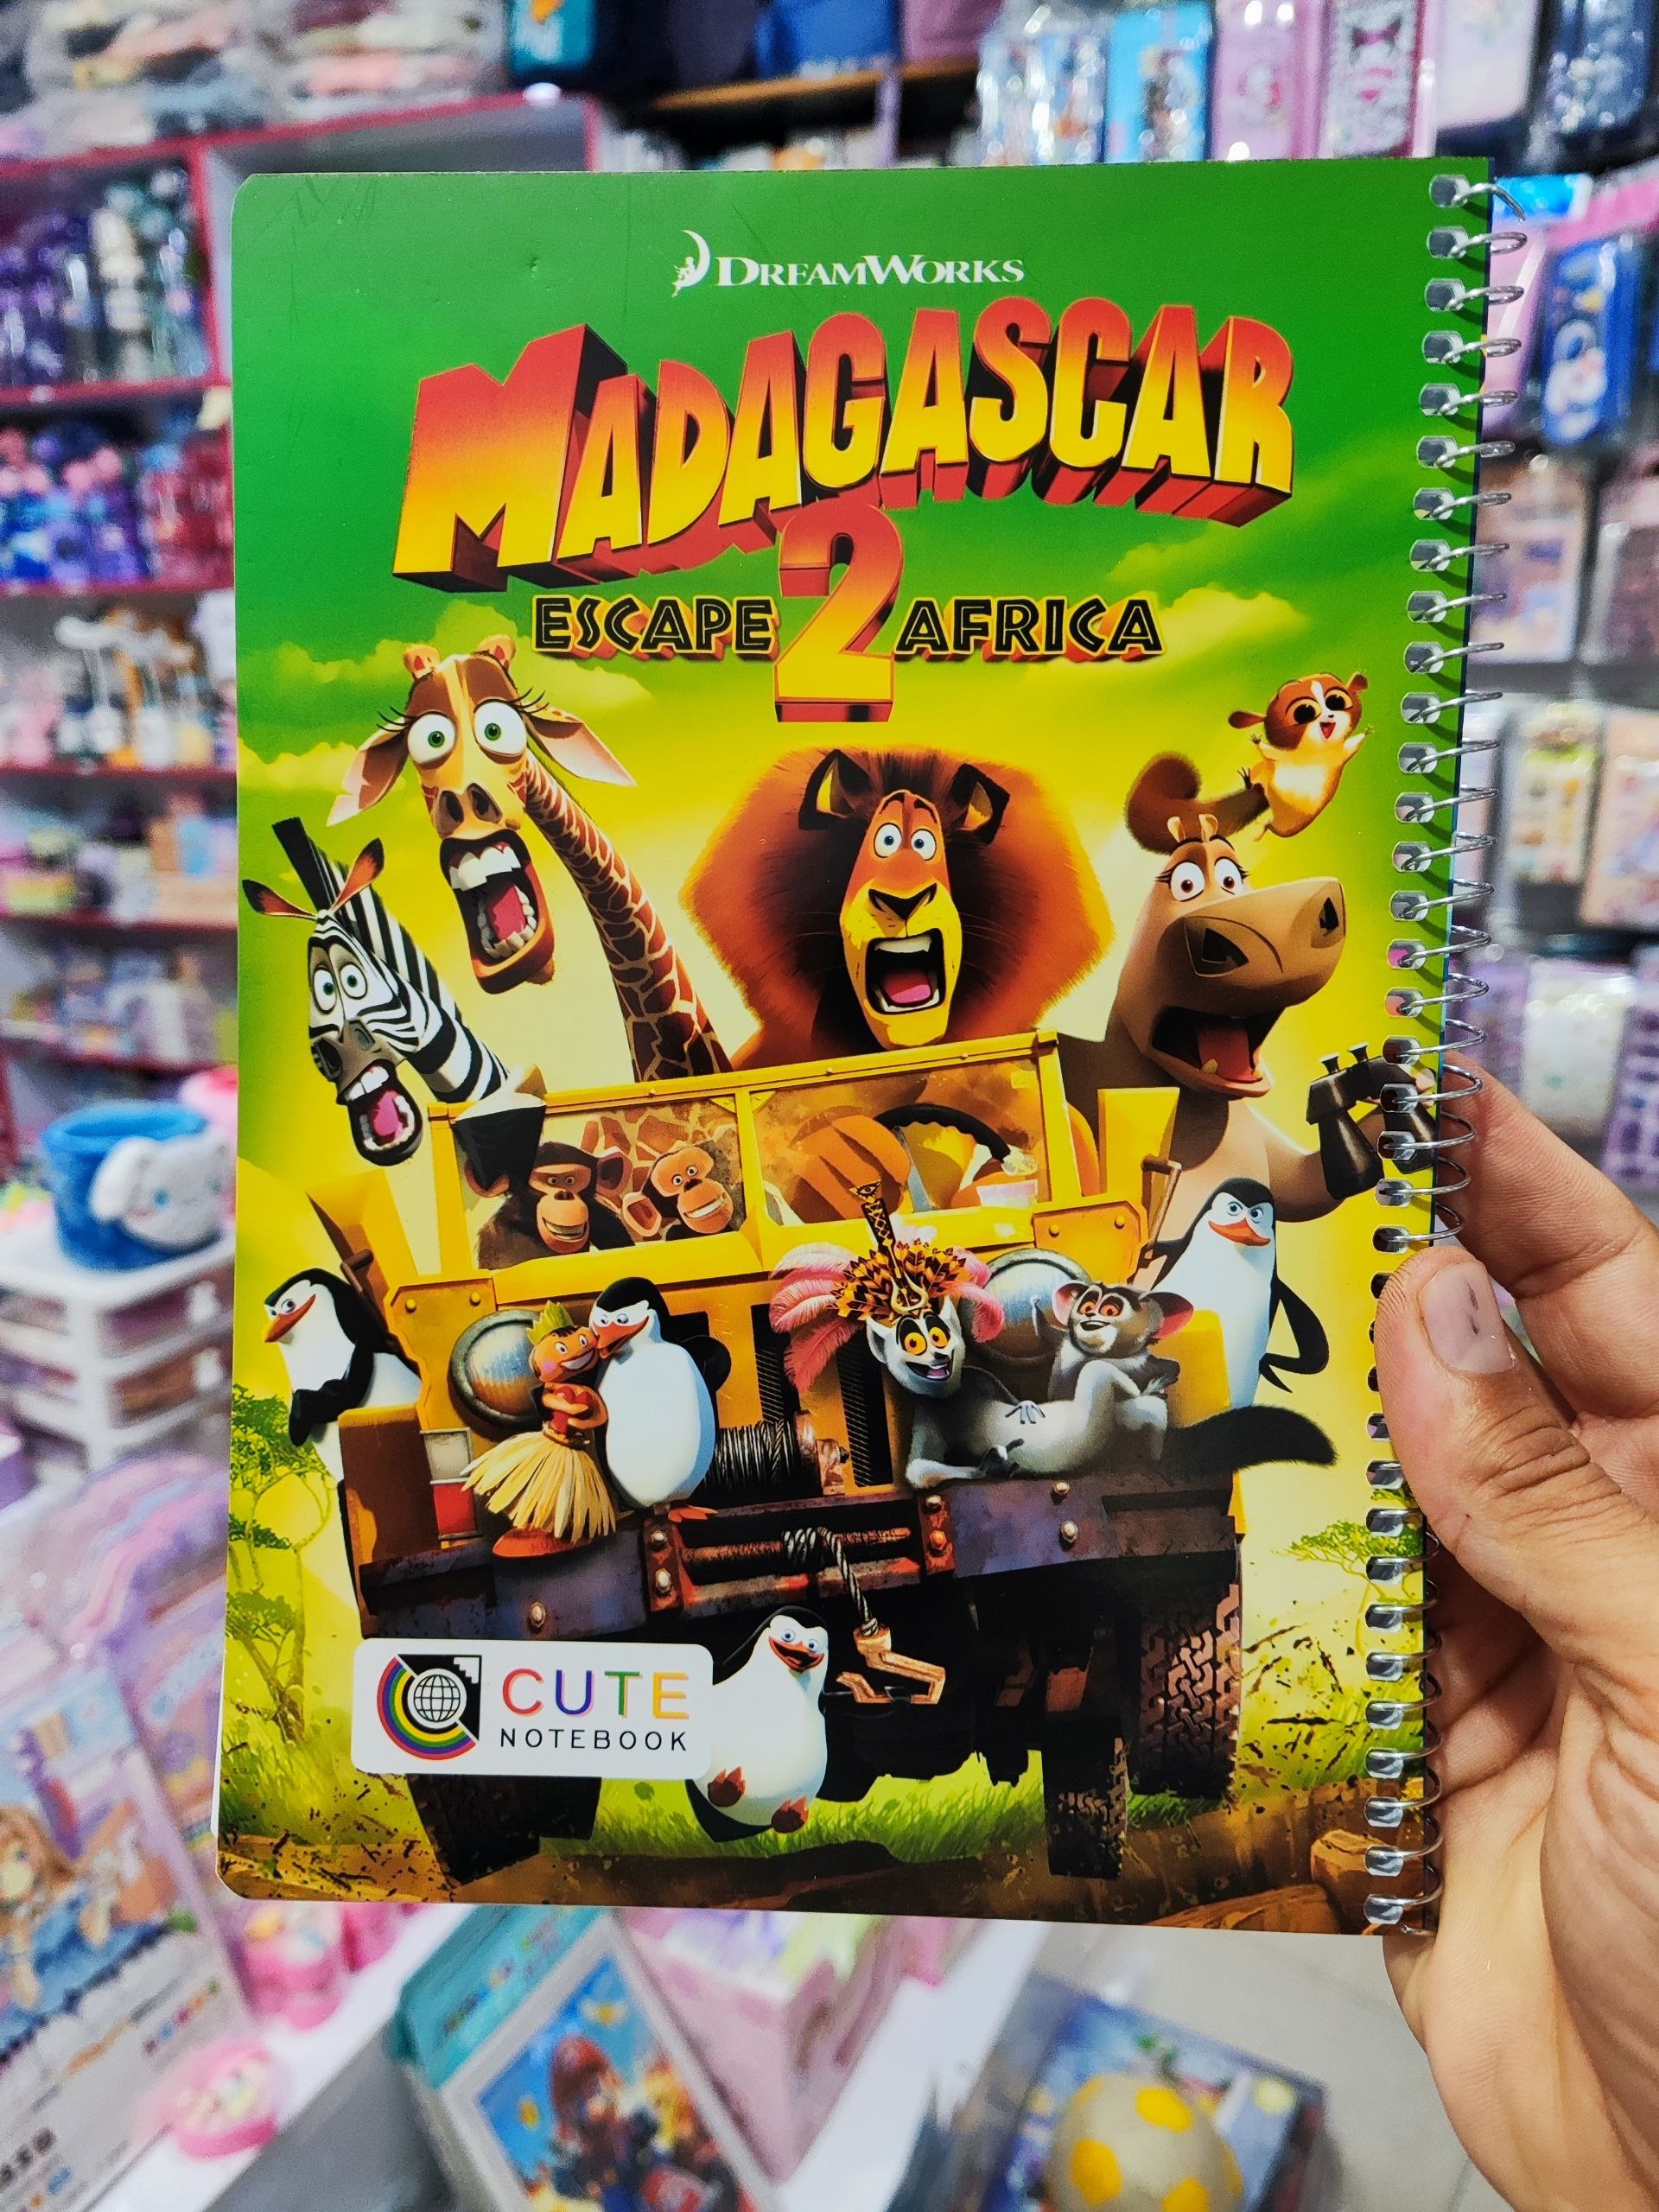 DREAMWORKS
MADAGASCAR
ESCAPE 2 AFRICA
CUTE
NOTEBOOK